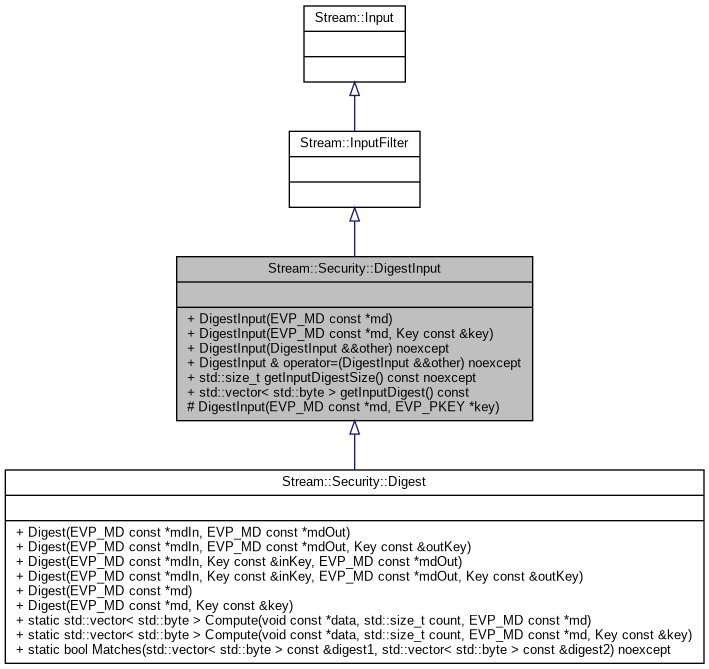 Stream::Input
Stream::InputFilter
Stream::Security::DigestInput
+ DigestInput(EVP_MD const *md)
+ DigestInput(EVP_MD const *md, Key const &key)
+ DigestInput(DigestInput &&other) noexcept
+ DigestInput & operator=(DigestInput &&other) noexcept
+ std::size_t getInputDigestSize() const noexcept
+ std::vector< std::byte > getInputDigest() const
# DigestInput(EVP_MD const *md, EVP_PKEY *key)
Stream::Security::Digest
+ Digest(EVP_MD const *mdIn, EVP_MD const *mdOut)
+ Digest(EVP_MD const *mdIn, EVP_MD const *mdOut, Key const &outKey)
+ Digest(EVP_MD const *mdIn, Key const &inKey, EVP_MD const *mdOut)
+ Digest(EVP_MD const *mdIn, Key const &inKey, EVP_MD const *mdOut, Key const &outKey)
+ Digest(EVP_MD const *md)
+ Digest(EVP_MD const *md, Key const &key)
+ static std::vector< std::byte > Compute(void const *data, std::size_t count, EVP_MD const *md)
+ static std::vector< std::byte > Compute(void const *data, std::size_t count, EVP_MD const *md, Key const &key)
+ static bool Matches(std::vector< std::byte > const &digest1, std::vector< std::byte > const &digest2) noexcept